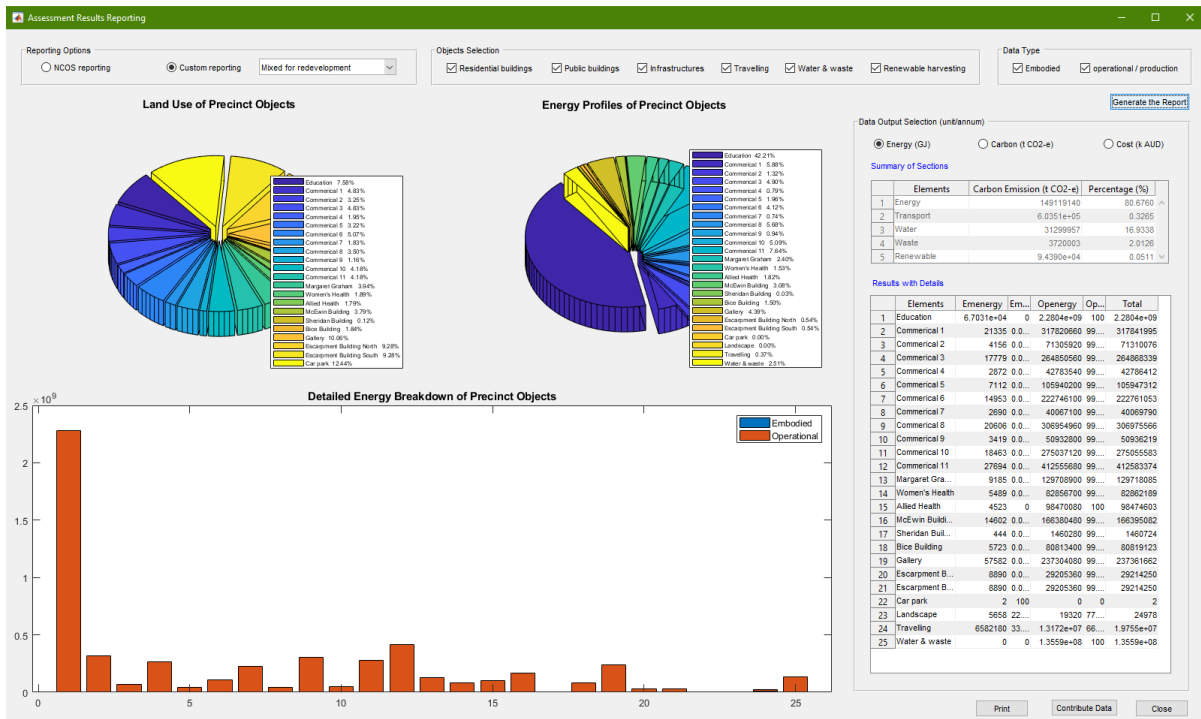 Assessment Results Reporting
Reporting Options
NCOS reporting
Custom reporting
Mixed for redevelopment
Objects Selection
Residential buildings
Public buildings
Infrastructures
Travelling
Water & waste
Renewable harvesting
Data Type
Embodied
operational / production
Generate the Report
Land Use of Precinct Objects
Education 7.58%
Commerical 1 4.83%
Commerical 2 3.25%
Commerical 3 4.83%
Commerical 4 1.95%
Commerical 5 3.22%
Commerical 6 5.07%
Commerical 7 1.83%
Commerical 8 3.50%
Commerical 9 1.16%
Commerical 10 4.18%
Commerical 11 4.18%
Margaret Graham 3.94%
Women's Health 1.89%
Allied Health 1.79%
McEwin Building 3.79%
Sheridan Building 0.12%
Bice Building 1.84%
Gallery 10.06%
Escarpment Building North 9.28%
Escarpment Building South 9.28%
Car park 12.44%
Energy Profiles of Precinct Objects
Education 42.21%
Commerical 1 5.88%
Commerical 2 1.32%
Commerical 3 4.90%
Commerical 4 0.79%
Commerical 5 1.96%
Commerical 6 4.12%
Commerical 7 0.74%
Commerical 8 5.68%
Commerical 9 0.94%
Commerical 10 5.09%
Commerical 11 7.64%
Margaret Graham 2.40%
Women's Health 1.53%
Allied Health 1.82%
McEwin Building 3.08%
Sheridan Building 0.03%
Bice Building 1.50%
Gallery 4.39%
Escarpment Building North 0.54%
Escarpment Building South 0.54%
Car park 0.00%
Landscape 0.00%
Travelling 0.37%
Water & waste 2.51%
Data Output Selection (unit/annum)
Energy (GJ)
Carbon (t CO2-e)
Cost (k AUD)
Summary of Sections
Elements Carbon Emission (t CO2-e) Percentage (%)
1 Energy 149119140 80.6760
2 Transport 6.0351e+05 0.3265
3 Water 31299957 16.9338
4 Waste 3720003 2.0126
5 Renewable 9.4390e+04 0.0511
Results with Details
Elements Emenergy Em... Openergy Op... Total
1 Education 6.7031e+04 0 2.2804e+09 100 2.2804e+09
2 Commerical 1 21335 0.0... 317820660 99.... 317841995
3 Commerical 2 4156 0.0... 71305920 99.... 71310076
4 Commerical 3 17779 0.0... 264850560 99.... 264868339
5 Commerical 4 2872 0.0... 42783540 99.... 42786412
6 Commerical 5 7112 0.0... 105940200 99.... 105947312
7 Commerical 6 14953 0.0... 222746100 99.... 222761053
8 Commerical 7 2690 0.0... 40067100 99.... 40069790
9 Commerical 8 20606 0.0... 306954960 99.... 306975566
10 Commerical 9 3419 0.0... 50932800 99.... 50936219
11 Commerical 10 18463 0.0... 275037120 99.... 275055583
12 Commerical 11 27694 0.0... 412555680 99.... 412583374
13 Margaret Gra... 9185 0.0... 129708900 99.... 129718085
14 Women's Health 5489 0.0... 82856700 99.... 82862189
15 Allied Health 4523 0 98470080 100 98474603
16 McEwin Buildi... 14602 0.0... 166380480 99.... 166395082
17 Sheridan Buil... 444 0.0... 1460280 99.... 1460724
18 Bice Building 5723 0.0... 80813400 99.... 80819123
19 Gallery 57582 0.0... 237304080 99.... 237361662
20 Escarpment B... 8890 0.0... 29205360 99.... 29214250
21 Escarpment B... 8890 0.0... 29205360 99.... 29214250
22 Car park 2 100 0 0 2
23 Landscape 5658 22.... 19320 77.... 24978
24 Travelling 6582180 33.... 1.3172e+07 66.... 1.9755e+07
25 Water & waste 0 0 1.3559e+08 100 1.3559e+08
Detailed Energy Breakdown of Precinct Objects
×10^9
2.5
2
1.5
1
0.5
0
0 5 10 15 20 25
Embodied
Operational
Print
Contribute Data
Close